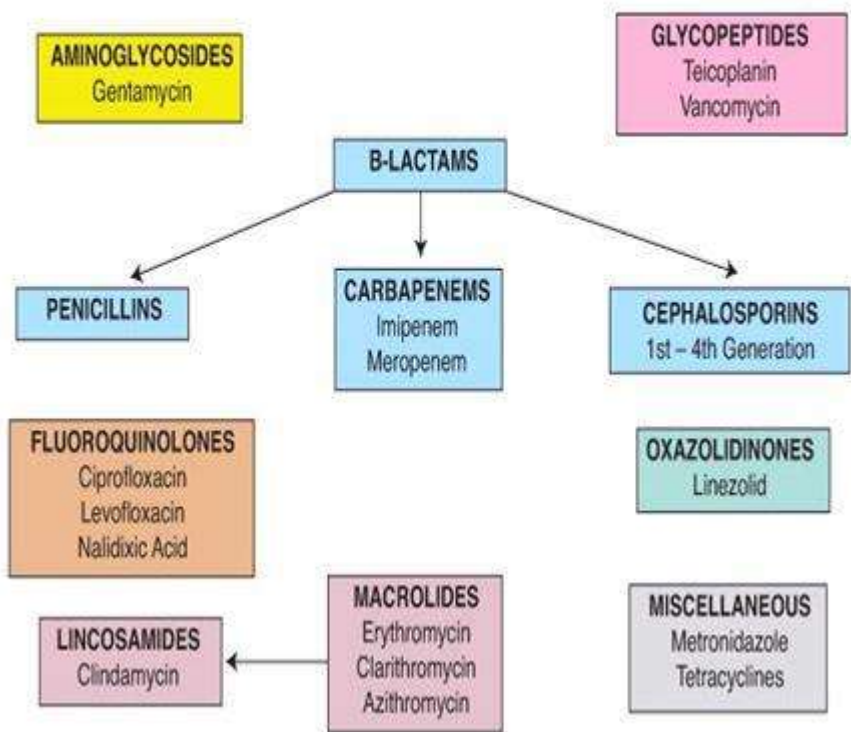 AMINOGLYCOSIDES
Gentamycin
GLYCOPEPTIDES
Teicoplanin
Vancomycin
B-LACTAMS
PENICILLINS
CARBAPENEMS
Imipenem
Meropenem
CEPHALOSPORINS
1st – 4th Generation
FLUOROQUINOLONES
Ciprofloxacin
Levofloxacin
Nalidixic Acid
OXAZOLIDINONES
Linezolid
LINCOSAMIDES
Clindamycin
MACROLIDES
Erythromycin
Clarithromycin
Azithromycin
MISCELLANEOUS
Metronidazole
Tetracyclines